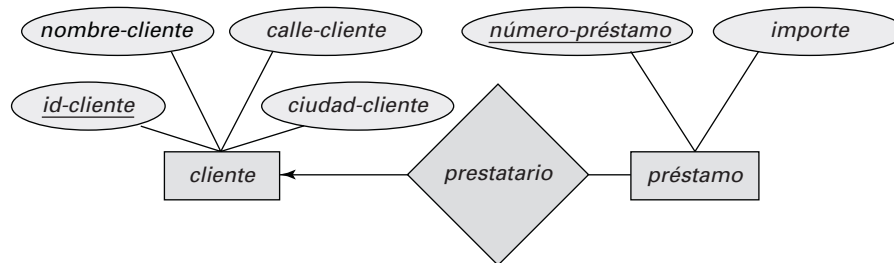 nombre-cliente
calle-cliente
número-préstamo
importe
id-cliente
ciudad-cliente
cliente
prestatario
préstamo